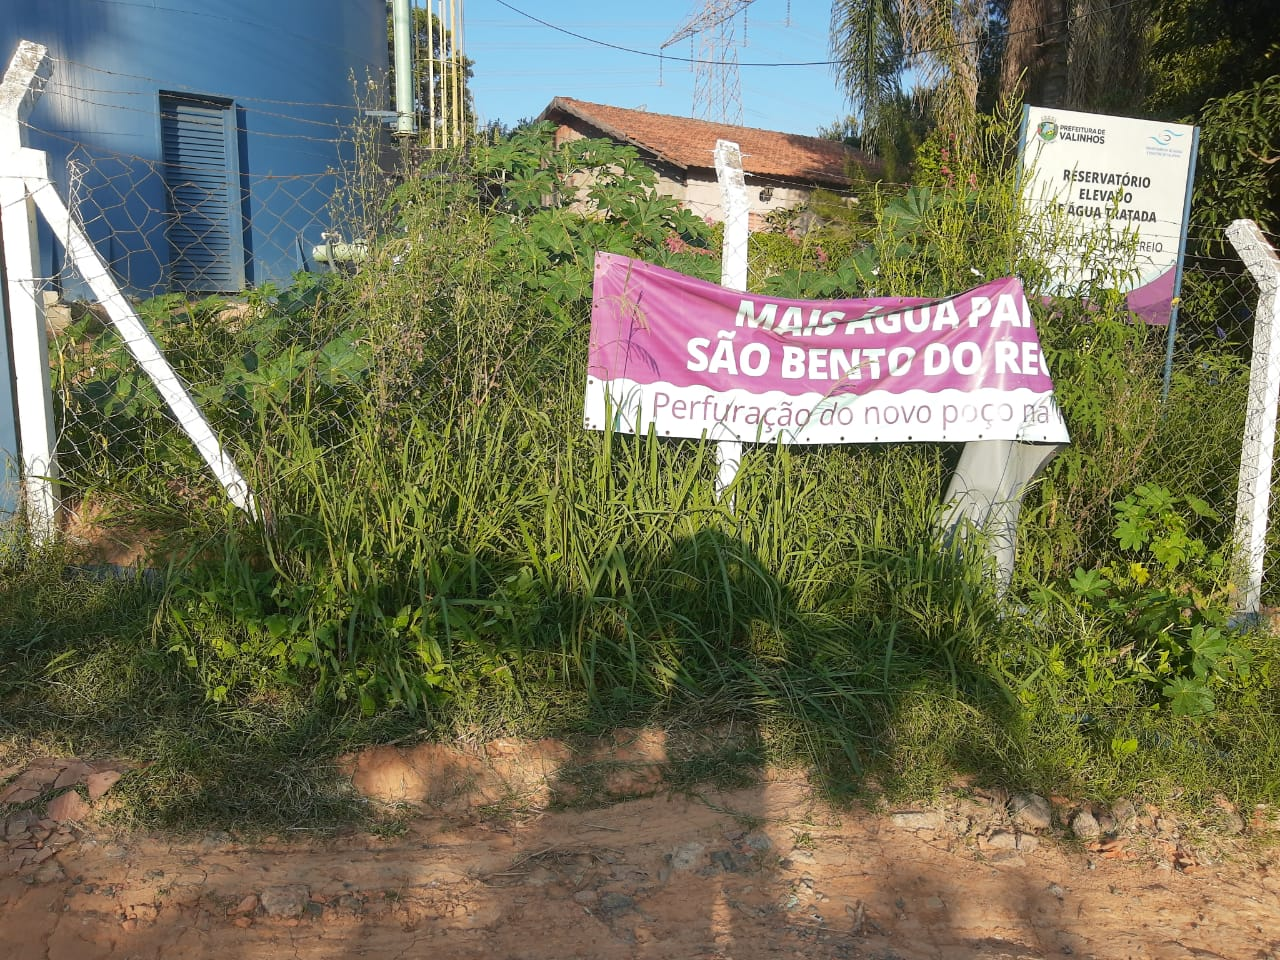 PREFEITURA DE
VALINHOS
RESERVATÓRIO
ELEVADO
DE ÁGUA TRATADA
MAIS ÁGUA PA
SÃO BENTO DO RE
Perfuração do novo poço na